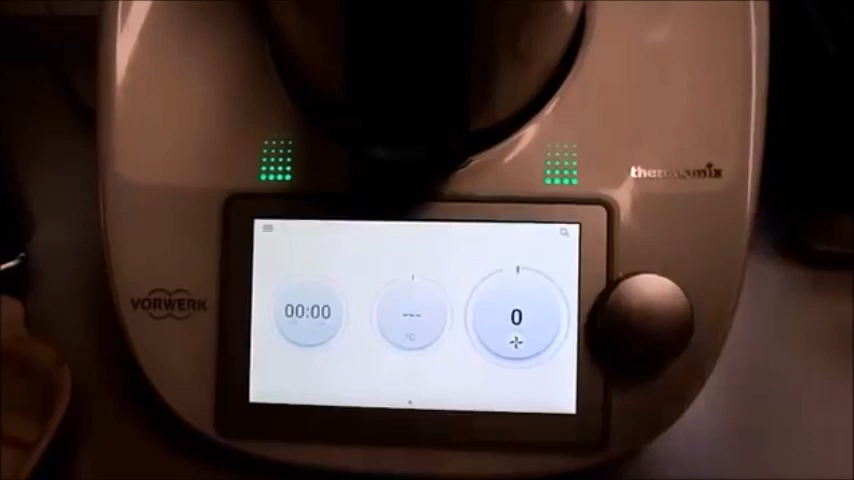 thermomix
VORWERK
00:00
---
°C
0